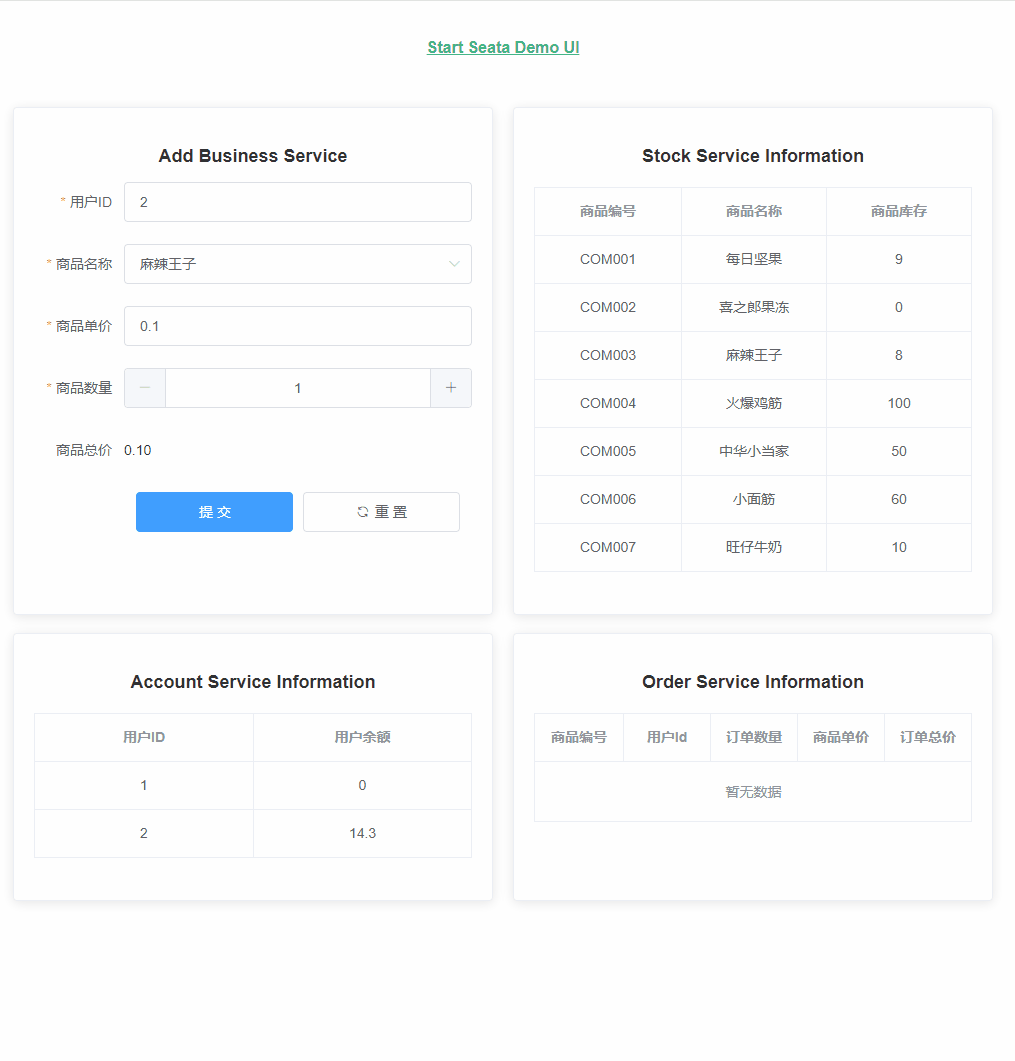 Start Seata Demo UI
Add Business Service
* 用户ID 2
* 商品名称 麻辣王子
* 商品单价 0.1
* 商品数量 − 1 +
商品总价 0.10
提 交 重 置
Stock Service Information
商品编号 商品名称 商品库存
COM001 每日坚果 9
COM002 喜之郎果冻 0
COM003 麻辣王子 8
COM004 火爆鸡筋 100
COM005 中华小当家 50
COM006 小面筋 60
COM007 旺仔牛奶 10
Account Service Information
用户ID 用户余额
1 0
2 14.3
Order Service Information
商品编号 用户Id 订单数量 商品单价 订单总价
暂无数据